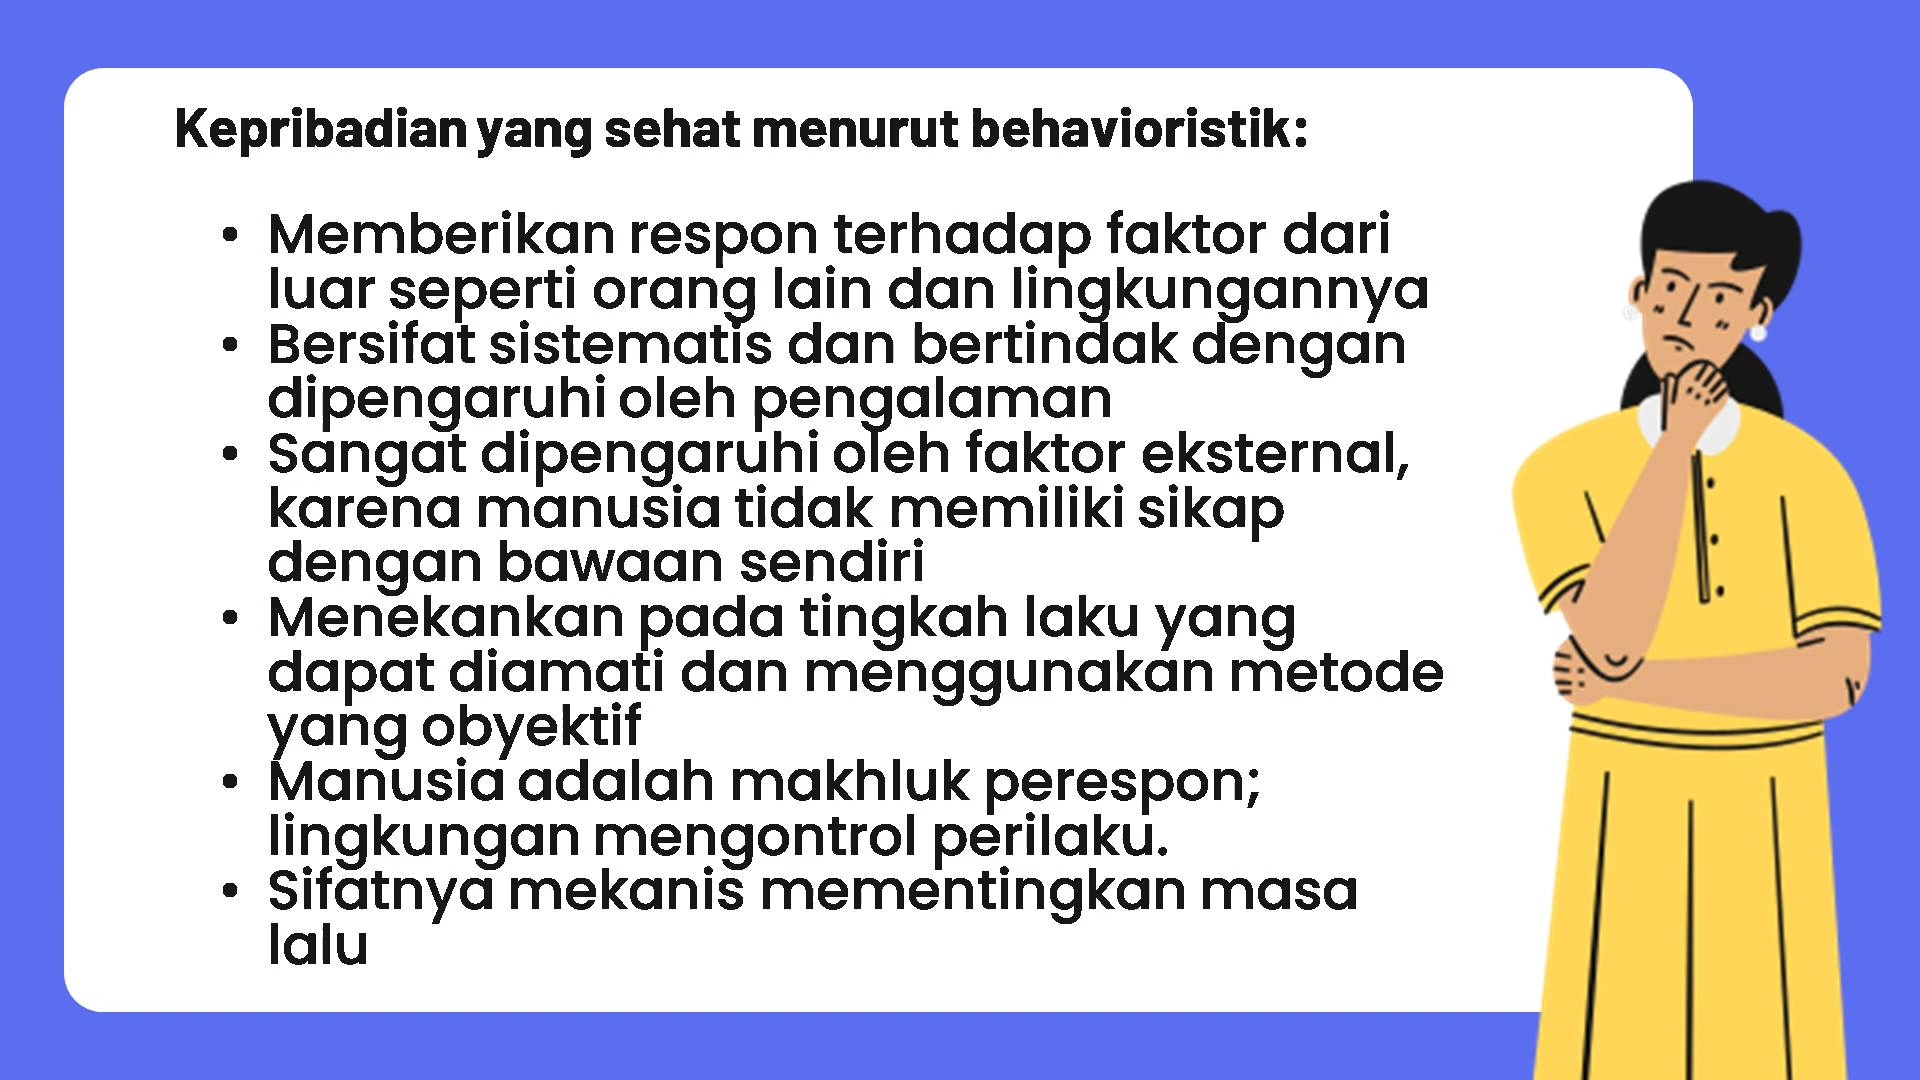 Kepribadian yang sehat menurut behavioristik:
• Memberikan respon terhadap faktor dari
luar seperti orang lain dan lingkungannya
• Bersifat sistematis dan bertindak dengan
dipengaruhi oleh pengalaman
• Sangat dipengaruhi oleh faktor eksternal,
karena manusia tidak memiliki sikap
dengan bawaan sendiri
• Menekankan pada tingkah laku yang
dapat diamati dan menggunakan metode
yang obyektif
• Manusia adalah makhluk perespon;
lingkungan mengontrol perilaku.
• Sifatnya mekanis mementingkan masa
lalu